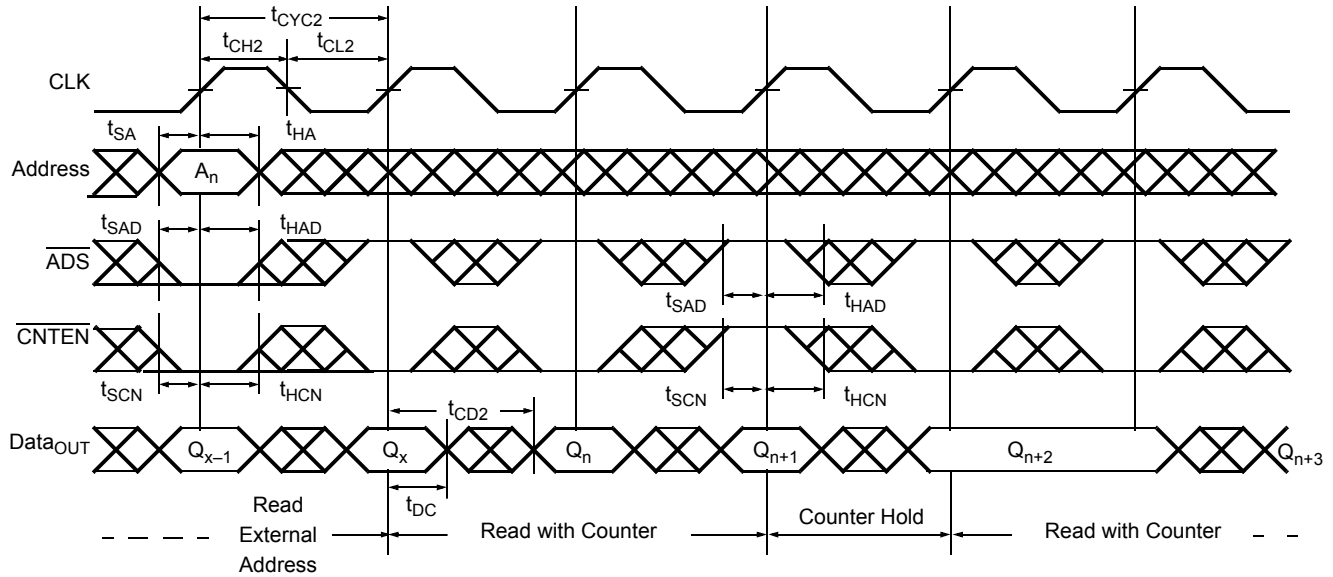 tCYC2
tCH2 tCL2
CLK
tSA tHA
Address An
tSAD tHAD
ADS
tSAD tHAD
CNTEN
tSCN tHCN tSCN tHCN
tCD2
DataOUT Qx–1 Qx Qn Qn+1 Qn+2 Qn+3
tDC
Read
External
Address
Read with Counter
Counter Hold
Read with Counter